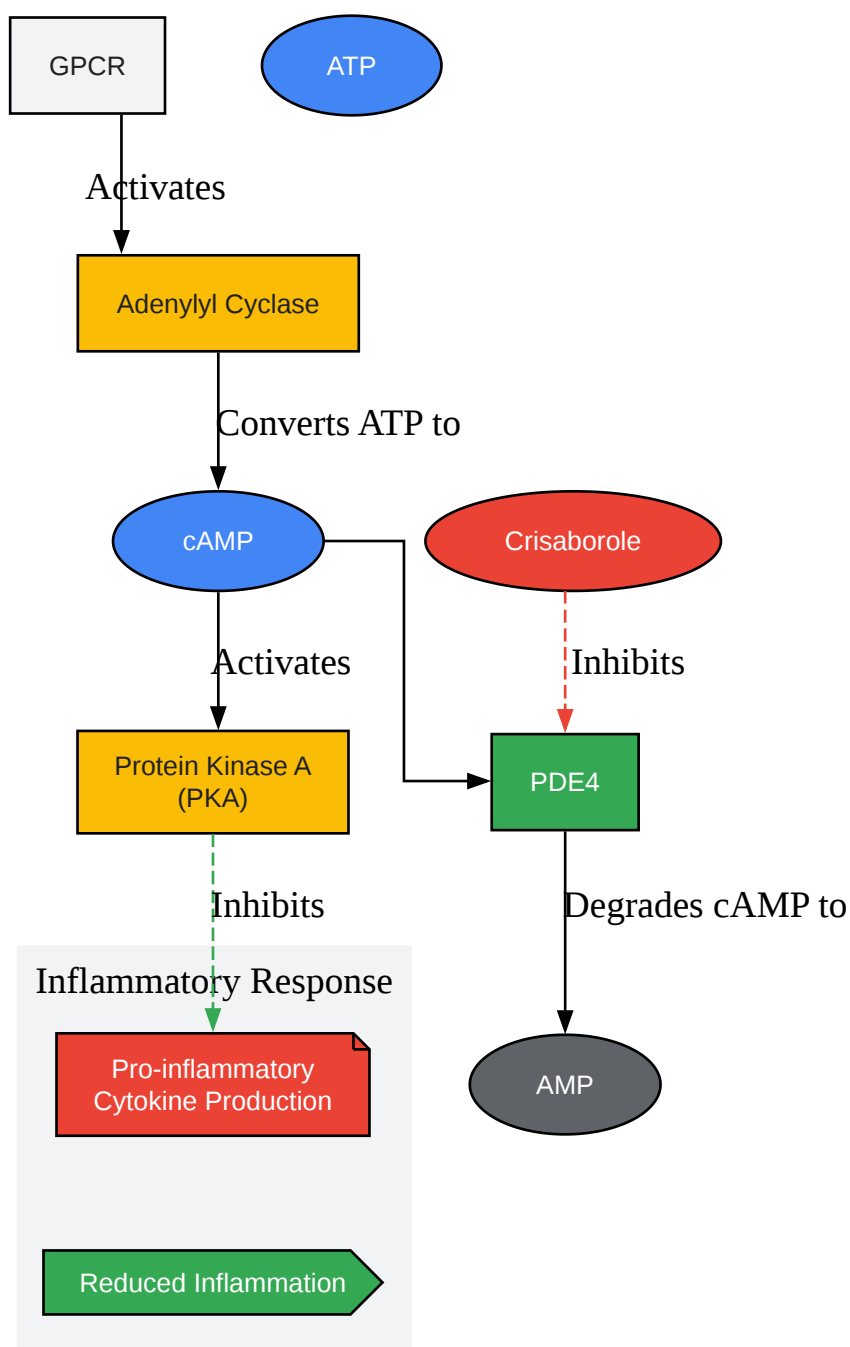 GPCR
ATP
Activates
Adenylyl Cyclase
Converts ATP to
cAMP
Crisaborole
Activates
Inhibits
Protein Kinase A
(PKA)
PDE4
Inhibits
Degrades cAMP to
Inflammatory Response
Pro-inflammatory
Cytokine Production
AMP
Reduced Inflammation